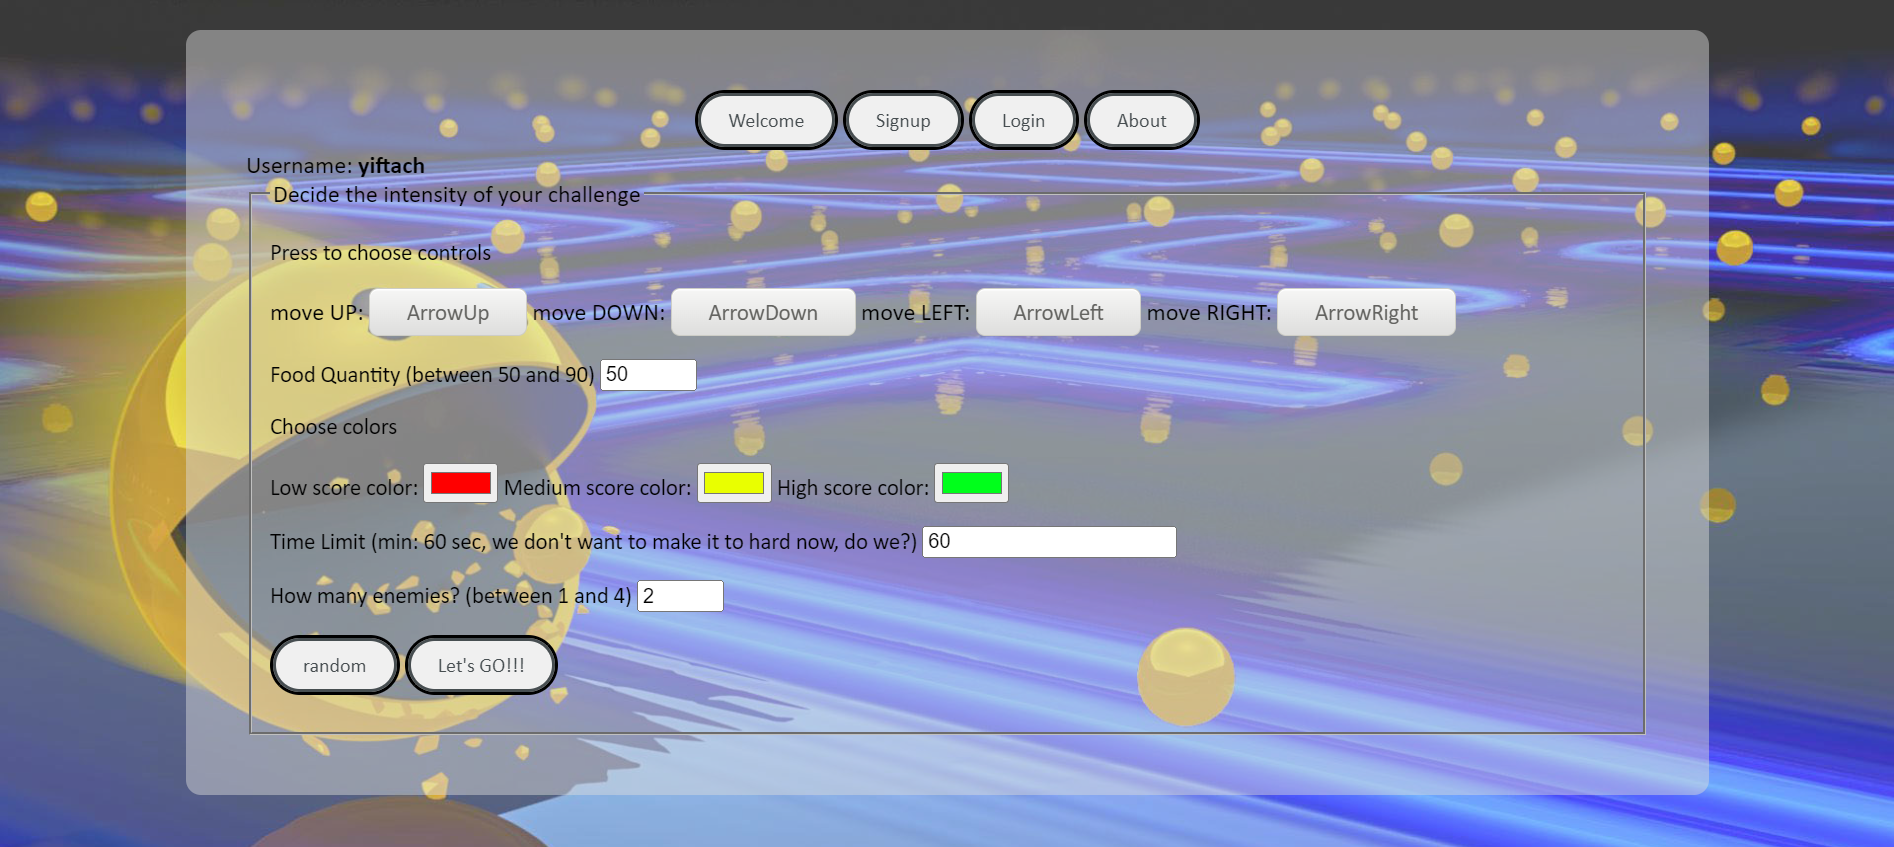 Welcome Signup Login About
Username: yiftach
Decide the intensity of your challenge
Press to choose controls
move UP: ArrowUp move DOWN: ArrowDown move LEFT: ArrowLeft move RIGHT: ArrowRight
Food Quantity (between 50 and 90) 50
Choose colors
Low score color: Medium score color: High score color:
Time Limit (min: 60 sec, we don't want to make it to hard now, do we?) 60
How many enemies? (between 1 and 4) 2
random Let's GO!!!